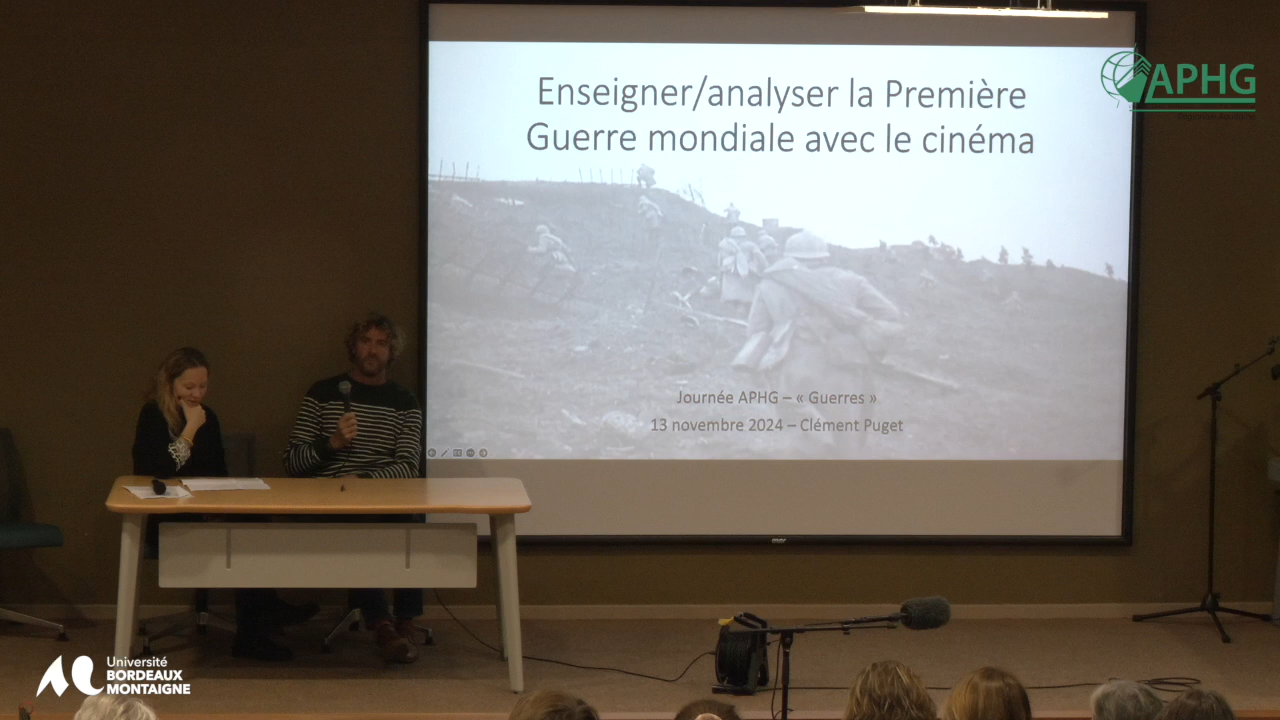 Enseigner/analyser la Première
Guerre mondiale avec le cinéma
APHG
Journée APHG – « Guerres »
13 novembre 2024 – Clément Puget
Université
BORDEAUX
MONTAIGNE